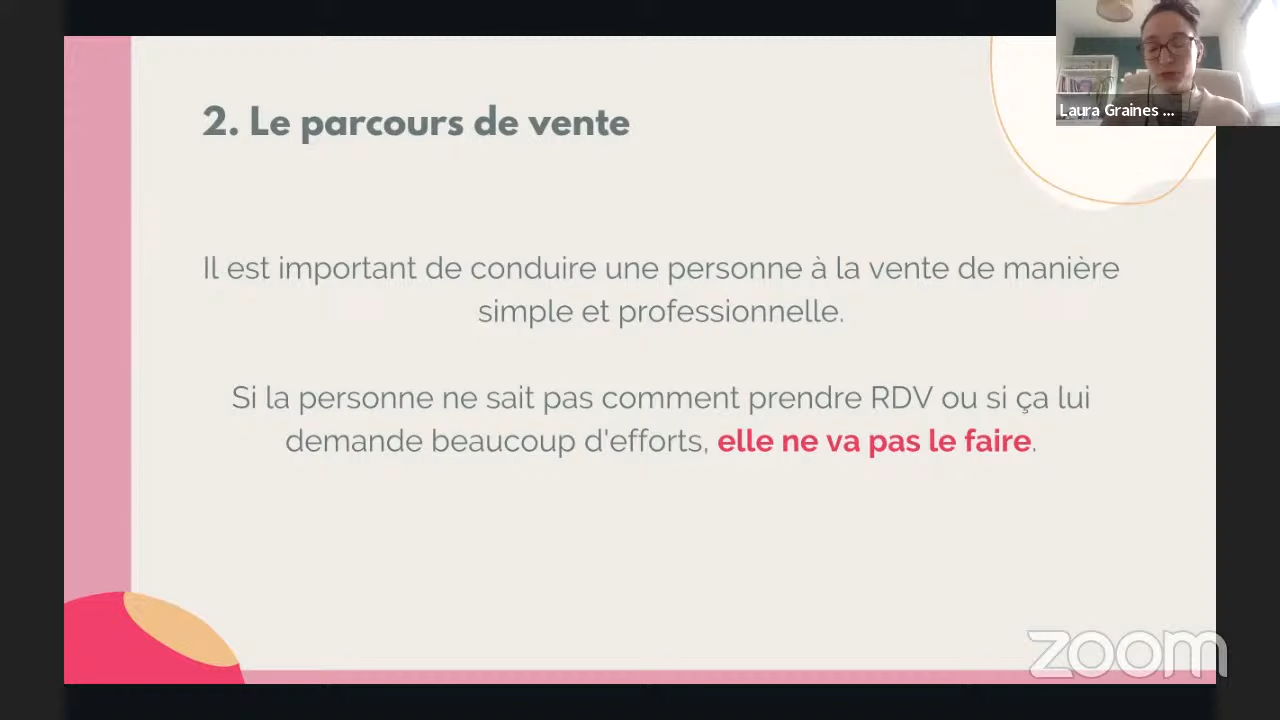 Laura Graines ...
2. Le parcours de vente
Il est important de conduire une personne à la vente de manière
simple et professionnelle.
Si la personne ne sait pas comment prendre RDV ou si ça lui
demande beaucoup d'efforts, elle ne va pas le faire.
zoom